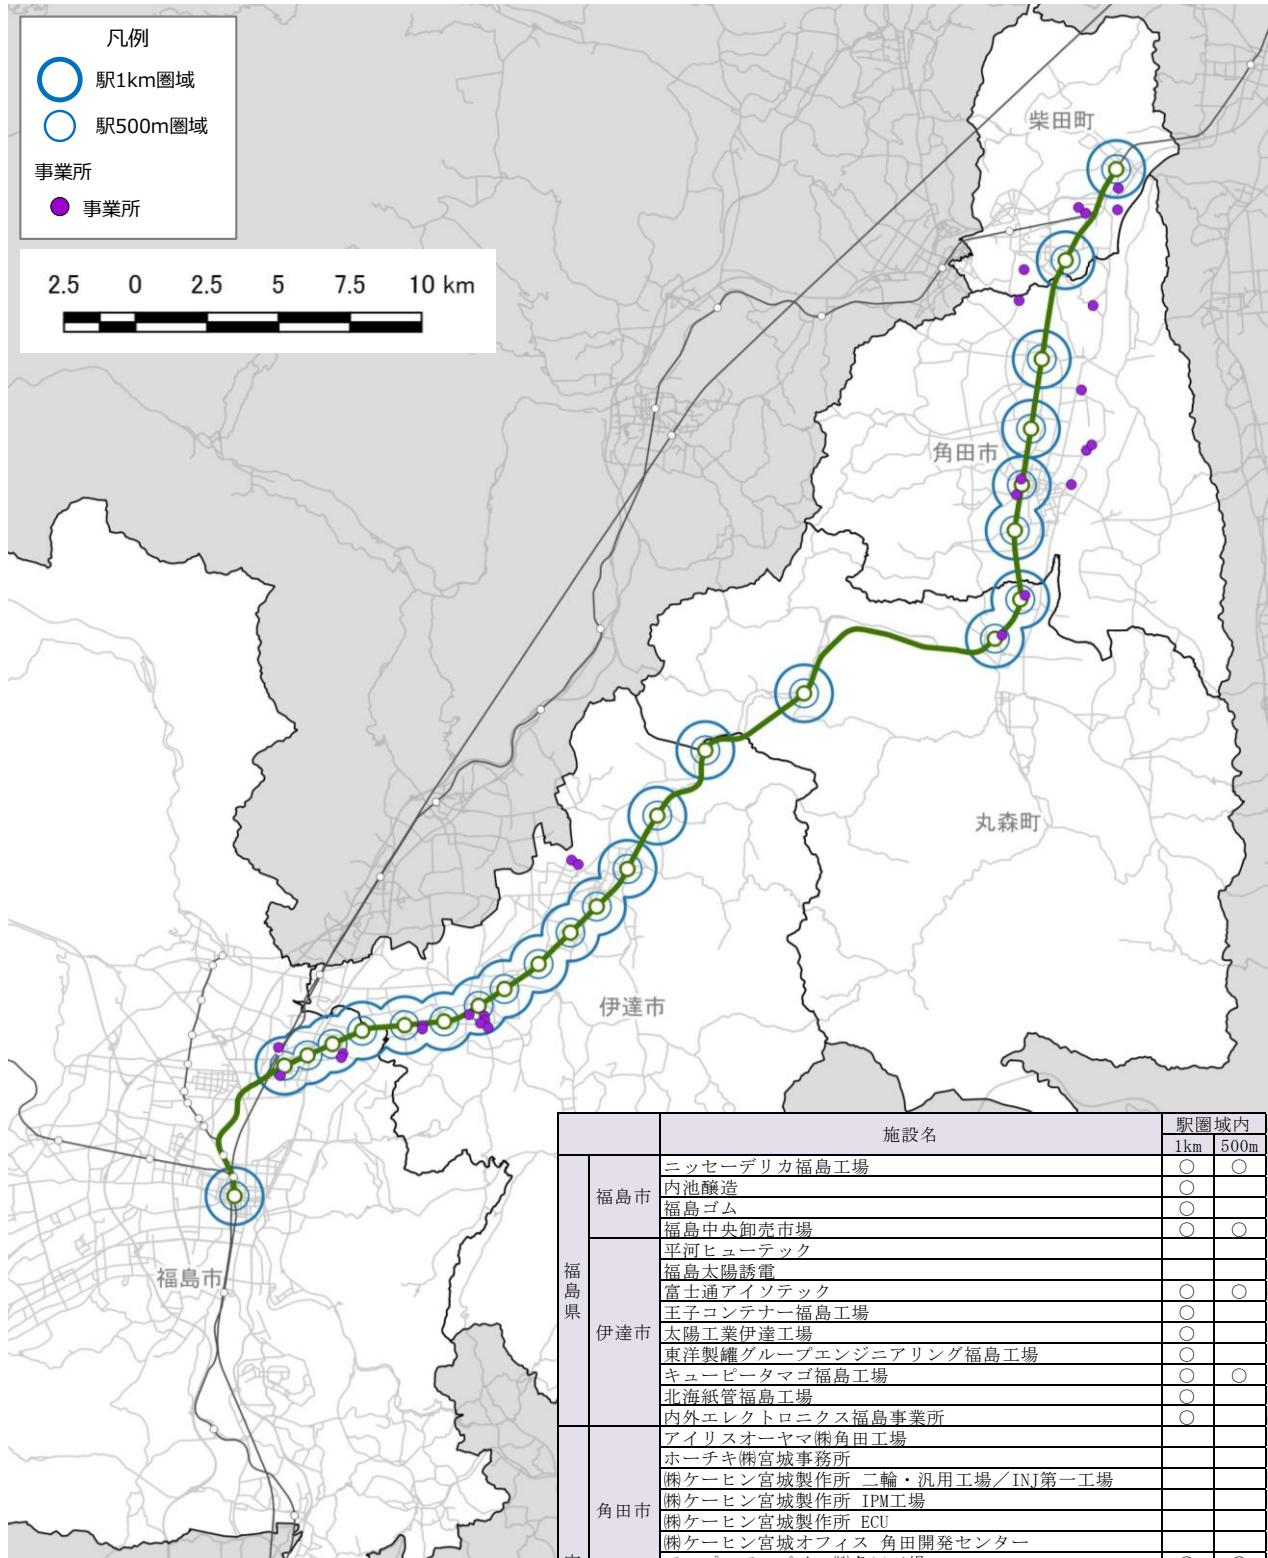 凡例
駅1km圏域
駅500m圏域
事業所
事業所
2.5 0 2.5 5 7.5 10 km
柴田町
角田市
丸森町
伊達市
福島市
施設名 駅圏域内
1km 500m
福島県
福島市
ニッセーデリカ福島工場 ○ ○
内池醸造 ○
福島ゴム ○
福島中央卸売市場 ○ ○
伊達市
平河ヒューテック
福島太陽誘電
富士通アイソテック ○ ○
王子コンテナー福島工場 ○
太陽工業伊達工場 ○
東洋製罐グループエンジニアリング福島工場 ○
キューピータマゴ福島工場 ○ ○
北海紙管福島工場 ○
内外エレクトロニクス福島事業所 ○
角田市
アイリスオーヤマ㈱角田工場
ホーチキ㈱宮城事務所
㈱ケーヒン宮城製作所 二輪・汎用工場／INJ第一工場
㈱ケーヒン宮城製作所 IPM工場
㈱ケーヒン宮城製作所 ECU
㈱ケーヒン宮城オフィス 角田開発センター